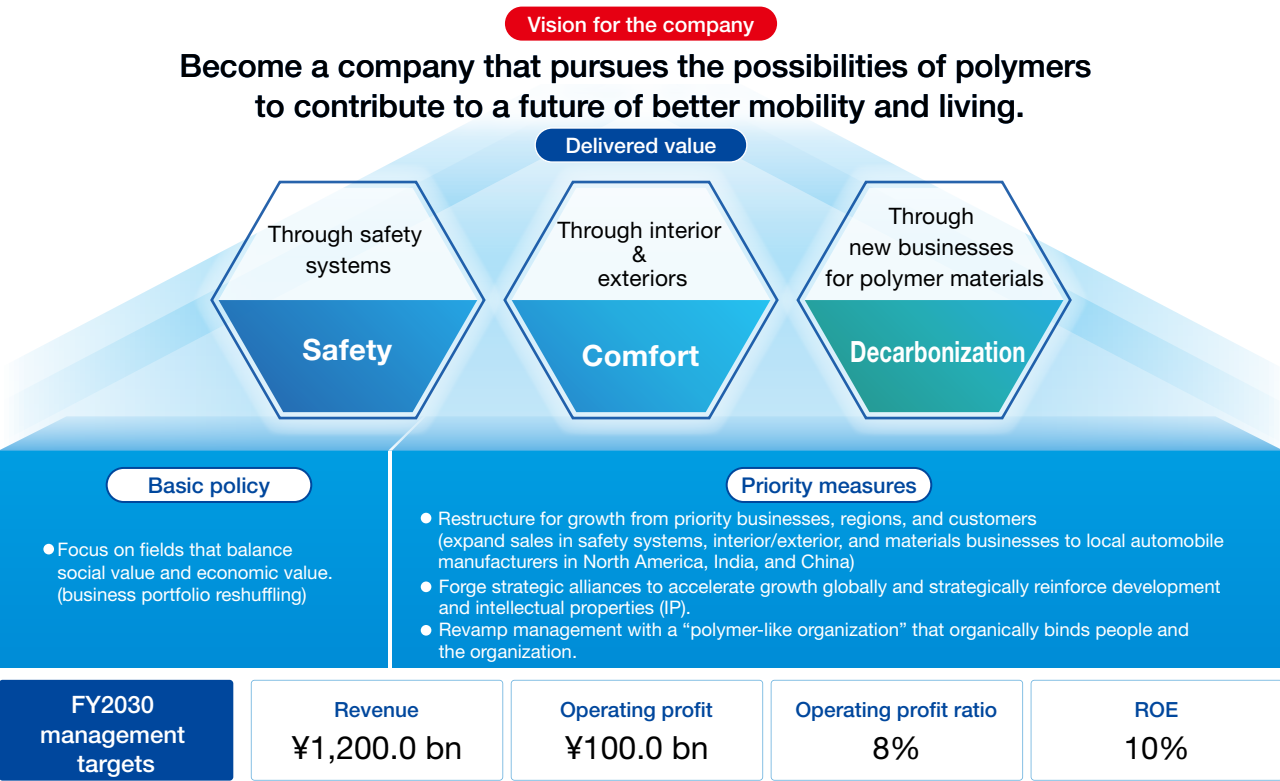 Vision for the company
Become a company that pursues the possibilities of polymers
to contribute to a future of better mobility and living.
Delivered value
Through safety
systems
Safety
Through interior
&
exteriors
Comfort
Through
new businesses
for polymer materials
Decarbonization
Basic policy
●Focus on fields that balance
social value and economic value.
(business portfolio reshuffling)
Priority measures
● Restructure for growth from priority businesses, regions, and customers
(expand sales in safety systems, interior/exterior, and materials businesses to local automobile
manufacturers in North America, India, and China)
● Forge strategic alliances to accelerate growth globally and strategically reinforce development
and intellectual properties (IP).
● Revamp management with a “polymer-like organization” that organically binds people and
the organization.
FY2030
management
targets
Revenue
¥1,200.0 bn
Operating profit
¥100.0 bn
Operating profit ratio
8%
ROE
10%